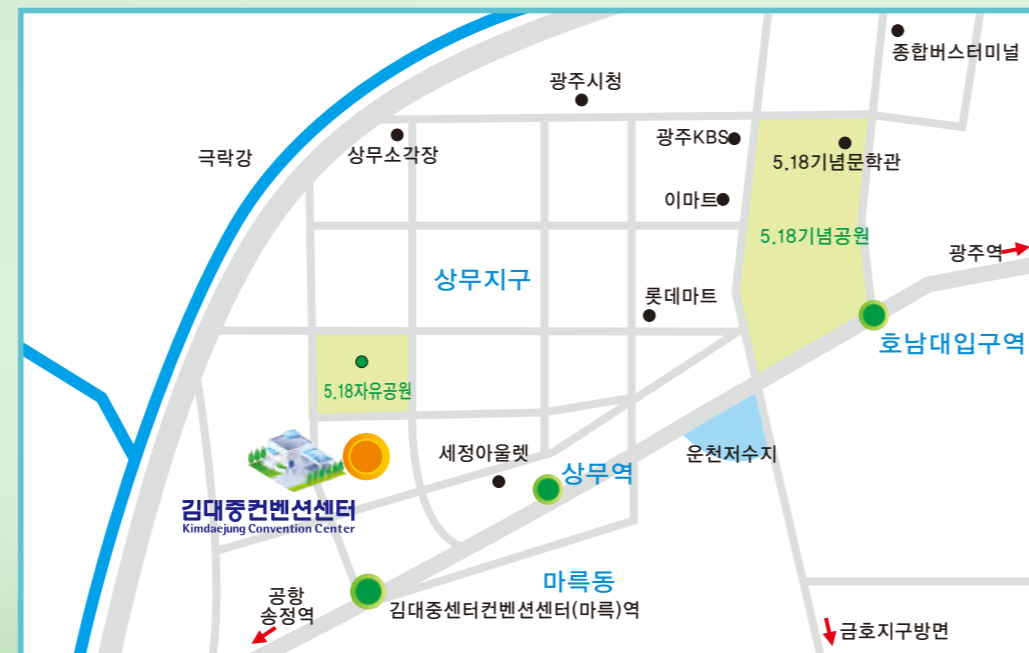 종합버스터미널
광주시청
광주KBS
상무소각장
극락강
5.18기념문학관
이마트
5.18기념공원
광주역
상무지구
롯데마트
호남대입구역
5.18자유공원
세정아울렛
운천저수지
상무역
김대중컨벤션센터
Kimdaejung Convention Center
마륵동
공항
송정역
김대중센터컨벤션센터(마륵)역
금호지구방면